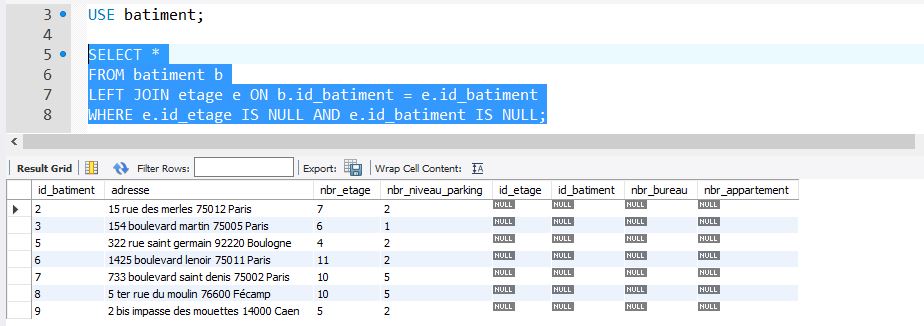 3 USE batiment;
4
5 SELECT *
6 FROM batiment b
7 LEFT JOIN etage e ON b.id_batiment = e.id_batiment
8 WHERE e.id_etage IS NULL AND e.id_batiment IS NULL;
Result Grid Filter Rows: Export: Wrap Cell Content: IA
id_batiment adresse nbr_etage nbr_niveau_parking id_etage id_batiment nbr_bureau nbr_appartement
2 15 rue des merles 75012 Paris 7 2 NULL NULL NULL NULL
3 154 boulevard martin 75005 Paris 6 1 NULL NULL NULL NULL
5 322 rue saint germain 92220 Boulogne 4 2 NULL NULL NULL NULL
6 1425 boulevard lenoir 75011 Paris 11 2 NULL NULL NULL NULL
7 733 boulevard saint denis 75002 Paris 10 5 NULL NULL NULL NULL
8 5 ter rue du moulin 76600 Fécamp 10 5 NULL NULL NULL NULL
9 2 bis impasse des mouettes 14000 Caen 5 2 NULL NULL NULL NULL